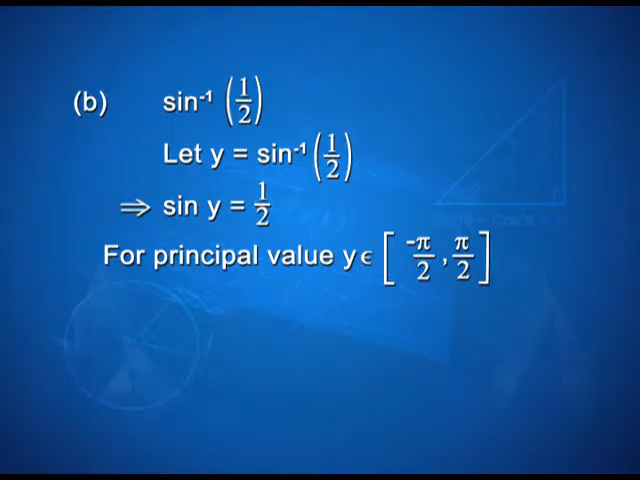 (b) sin⁻¹ (1/2)
Let y = sin⁻¹ (1/2)
⇒ sin y = 1/2
For principal value y ϵ [ -π/2 , π/2 ]